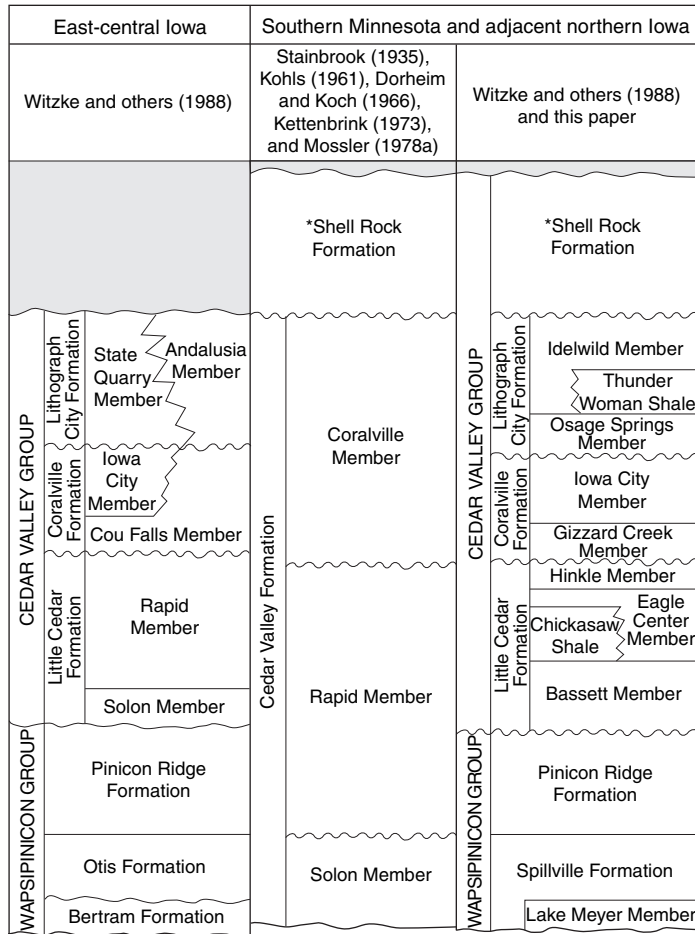 East-central Iowa
Southern Minnesota and adjacent northern Iowa
Witzke and others (1988)
Stainbrook (1935),
Kohls (1961), Dorheim
and Koch (1966),
Kettenbrink (1973),
and Mossler (1978a)
Witzke and others (1988)
and this paper
CEDAR VALLEY GROUP
Lithograph
City Formation
State
Quarry
Member
Andalusia
Member
Coralville
Formation
Iowa
City
Member
Cou Falls Member
Little Cedar
Formation
Rapid
Member
Solon Member
WAPSIPINICON GROUP
Pinicon Ridge
Formation
Otis Formation
Bertram Formation
*Shell Rock
Formation
Cedar Valley Formation
Coralville
Member
Rapid Member
Solon Member
CEDAR VALLEY GROUP
*Shell Rock
Formation
Lithograph
City Formation
Idelwild Member
Thunder
Woman Shale
Osage Springs
Member
Coralville
Formation
Iowa City
Member
Gizzard Creek
Member
Little Cedar
Formation
Hinkle Member
Chickasaw
Shale
Eagle
Center
Member
Bassett Member
WAPSIPINICON GROUP
Pinicon Ridge
Formation
Spillville Formation
Lake Meyer Member